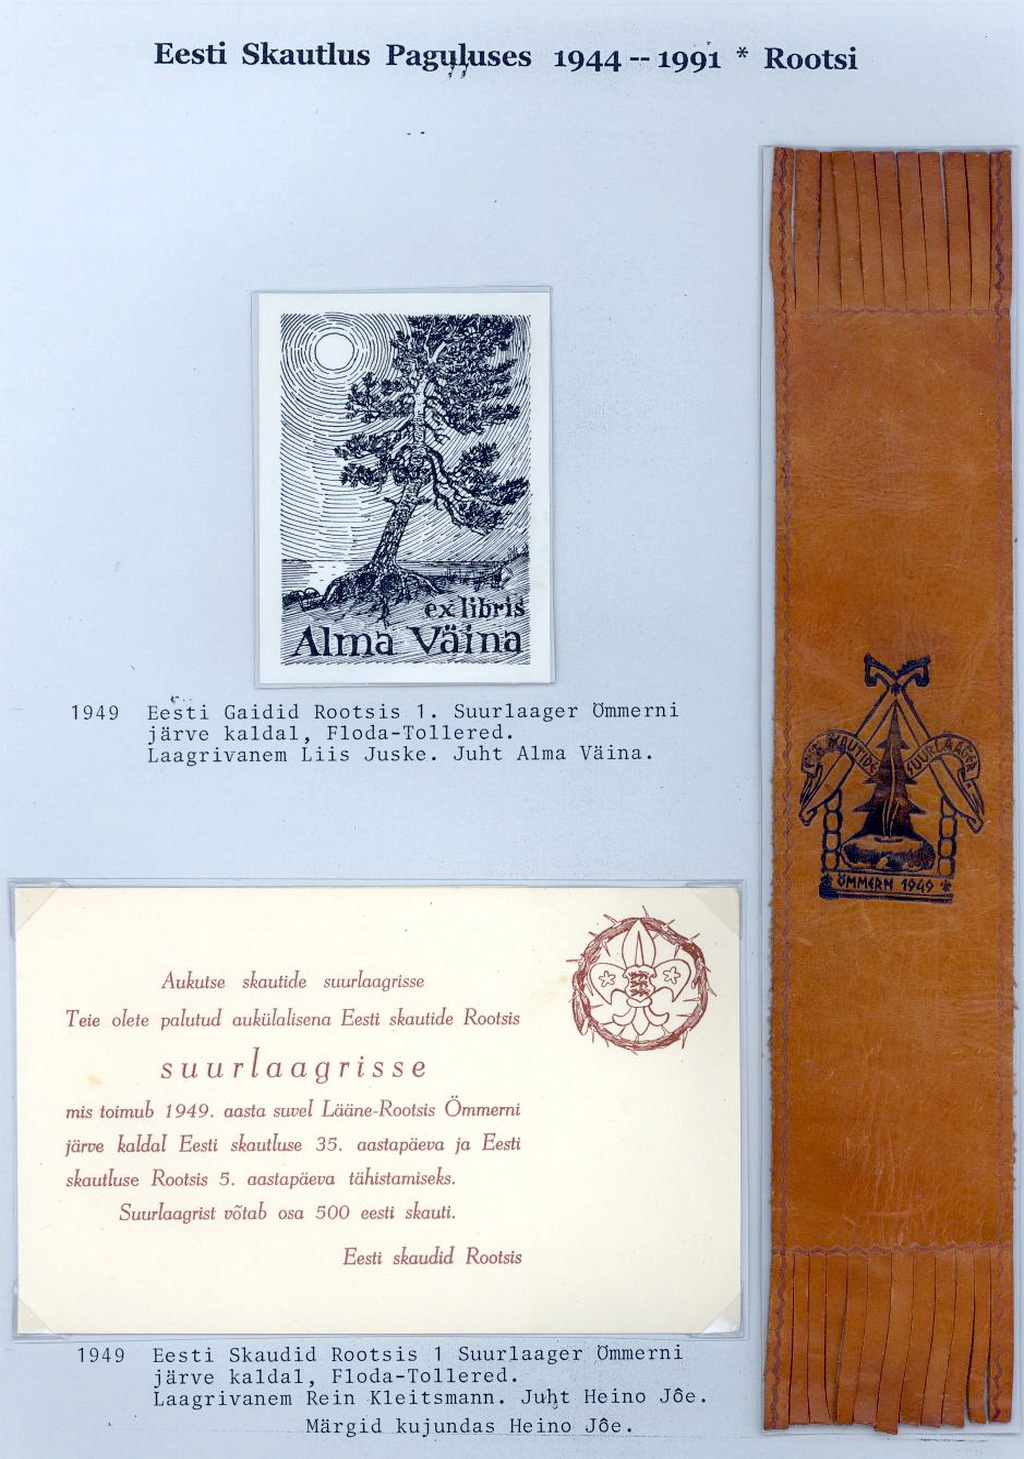 Eesti Skautlus Paguluses 1944 -- 1991 * Rootsi
ex libris
Alma Väina
1949 Eesti Gaidid Rootsis 1. Suurlaager Ömmerni
järve kaldal, Floda-Tollered.
Laagrivanem Liis Juske. Juht Alma Väina.
SKAUTIDE SUURLAAGER
* ÖMMERN 1949 *
Aukutse skautide suurlaagrisse
Teie olete palutud aukülalisena Eesti skautide Rootsis
suurlaagrisse
mis toimub 1949. aasta suvel Lääne-Rootsis Ömmerni
järve kaldal Eesti skautluse 35. aastapäeva ja Eesti
skautluse Rootsis 5. aastapäeva tähistamiseks.
Suurlaagrist võtab osa 500 eesti skauti.
Eesti skaudid Rootsis
1949 Eesti Skaudid Rootsis 1 Suurlaager Ömmerni
järve kaldal, Floda-Tollered.
Laagrivanem Rein Kleitsmann. Juht Heino Jôe.
Märgid kujundas Heino Jôe.